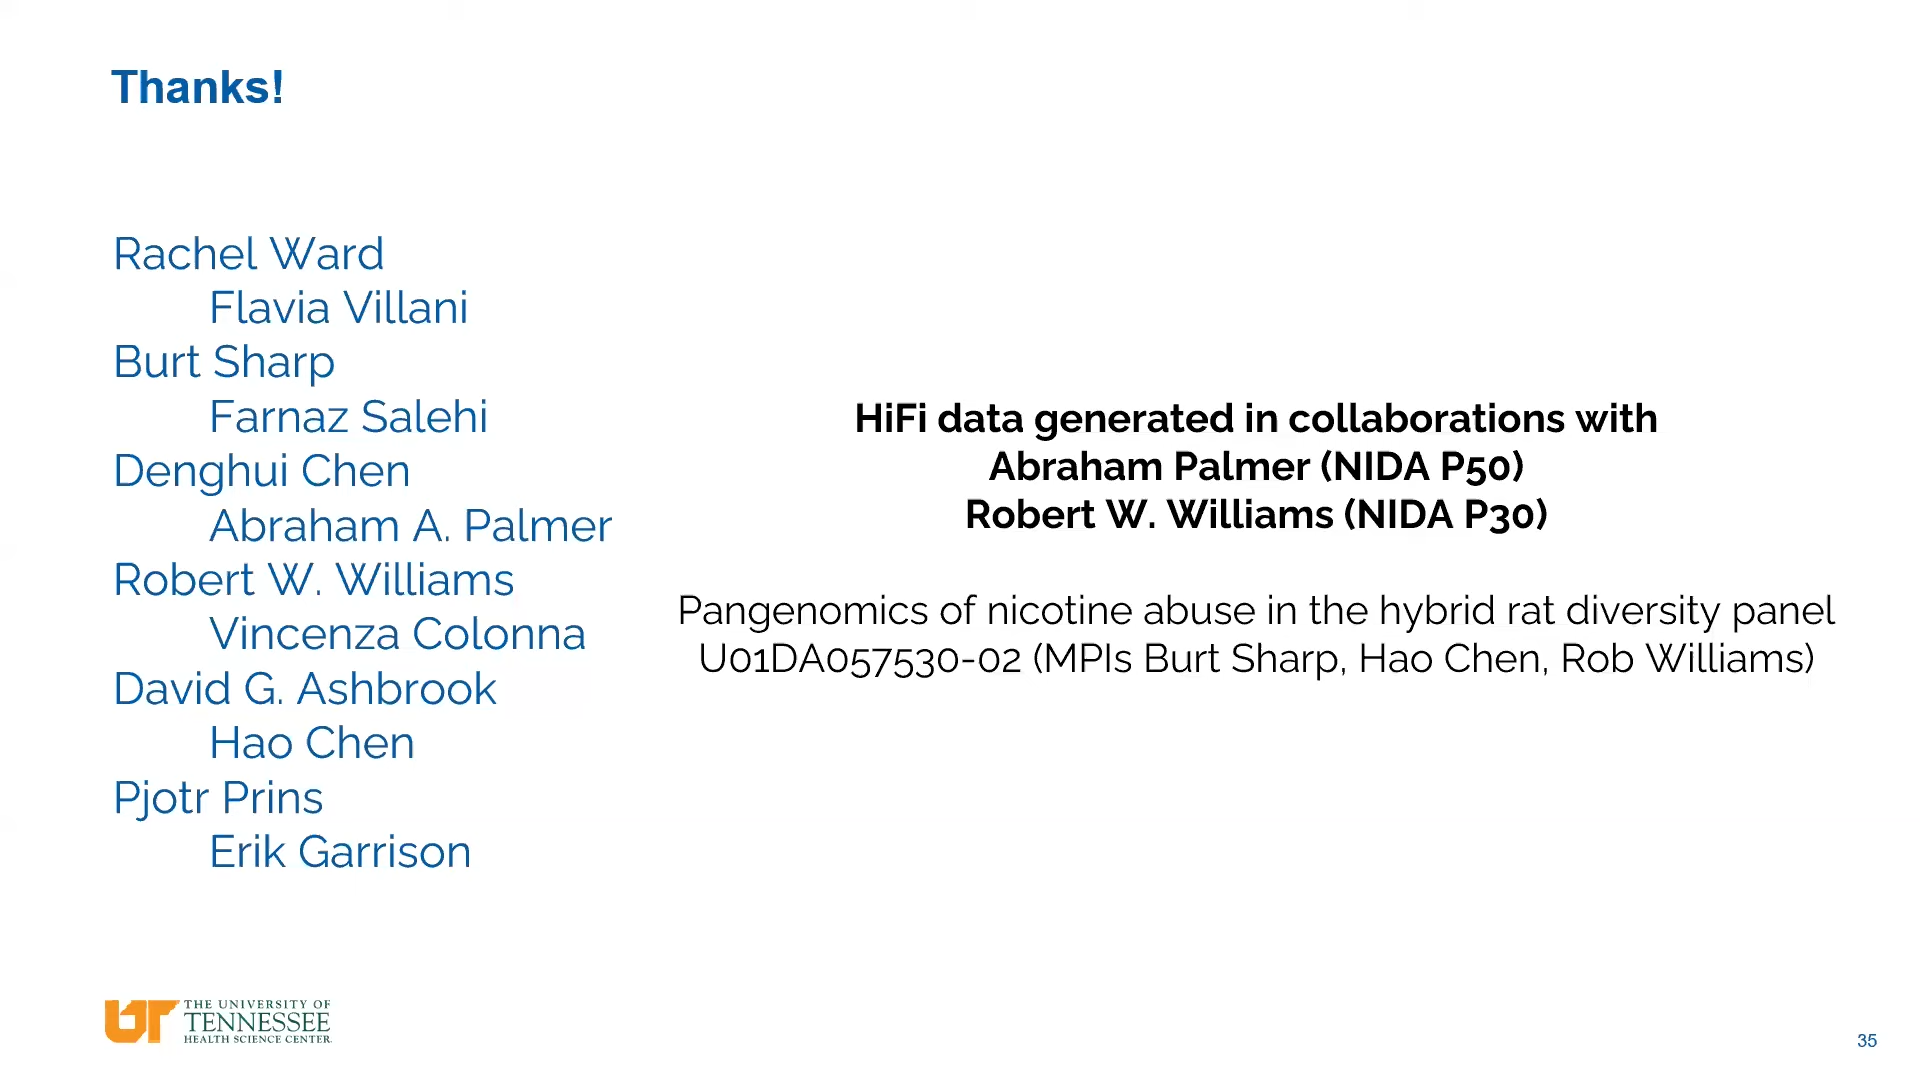 Thanks!
Rachel Ward
Flavia Villani
Burt Sharp
Farnaz Salehi
Denghui Chen
Abraham A. Palmer
Robert W. Williams
Vincenza Colonna
David G. Ashbrook
Hao Chen
Pjotr Prins
Erik Garrison
HiFi data generated in collaborations with
Abraham Palmer (NIDA P50)
Robert W. Williams (NIDA P30)
Pangenomics of nicotine abuse in the hybrid rat diversity panel
U01DA057530-02 (MPIs Burt Sharp, Hao Chen, Rob Williams)
UT
THE UNIVERSITY OF
TENNESSEE
HEALTH SCIENCE CENTER.
35